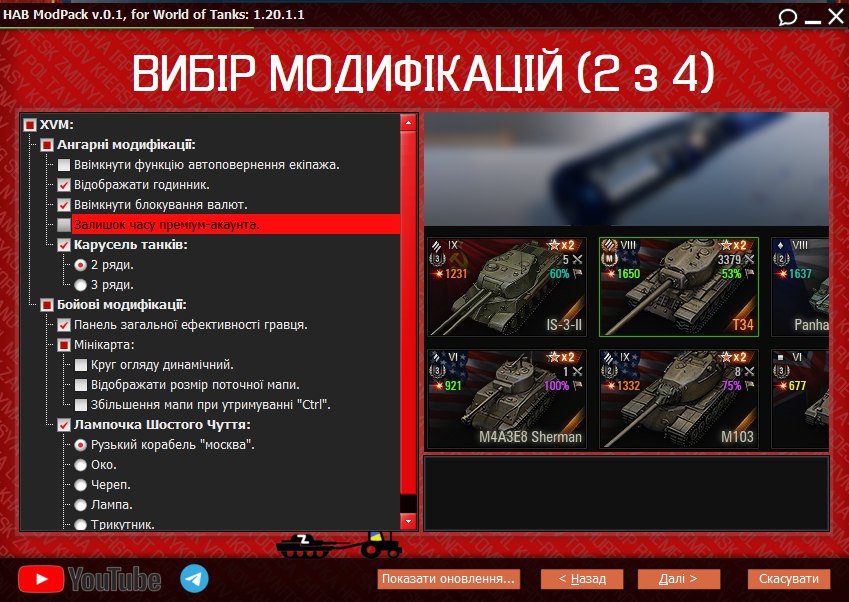 HAB ModPack v.0.1, for World of Tanks: 1.20.1.1
ВИБІР МОДИФІКАЦІЙ (2 з 4)
XVM:
Ангарні модифікації:
Ввімкнути функцію автоповернення екіпажа.
Відображати годинник.
Ввімкнути блокування валют.
Залишок часу преміум-акаунта.
Карусель танків:
2 ряди.
3 ряди.
Бойові модифікації:
Панель загальної ефективності гравця.
Мінікарта:
Круг огляду динамічний.
Відображати розмір поточної мапи.
Збільшення мапи при утримуванні "Ctrl".
Лампочка Шостого Чуття:
Рузький корабель "москва".
Око.
Череп.
Лампа.
Трикутник.
IX x2
3 5
1231 60%
IS-3-II
VIII x2
M 3379
1650 53%
T34
VIII
2
1637
Panha
VI x2
3 1
921 100%
M4A3E8 Sherman
IX x2
2 8
1332 75%
M103
VI
3
677
Z
YouTube
Показати оновлення...
< Назад
Далі >
Скасувати